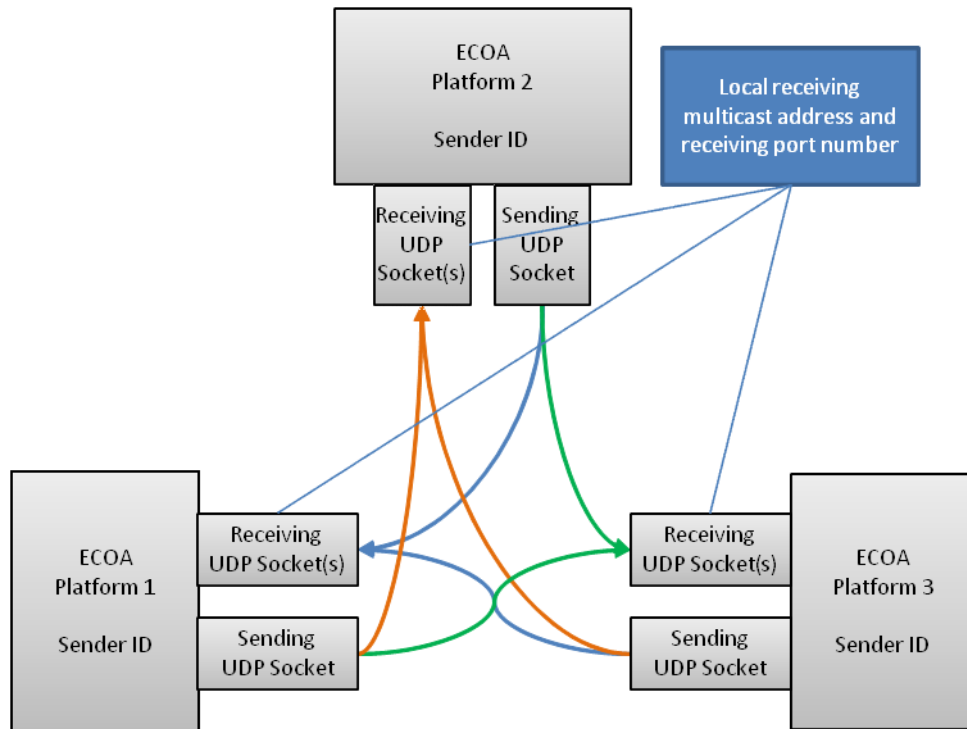 ECOA
Platform 2
Sender ID
Local receiving
multicast address and
receiving port number
Receiving
UDP
Socket(s)
Sending
UDP
Socket
ECOA
Platform 1
Sender ID
Receiving
UDP Socket(s)
Sending
UDP Socket
Receiving
UDP Socket(s)
Sending
UDP Socket
ECOA
Platform 3
Sender ID